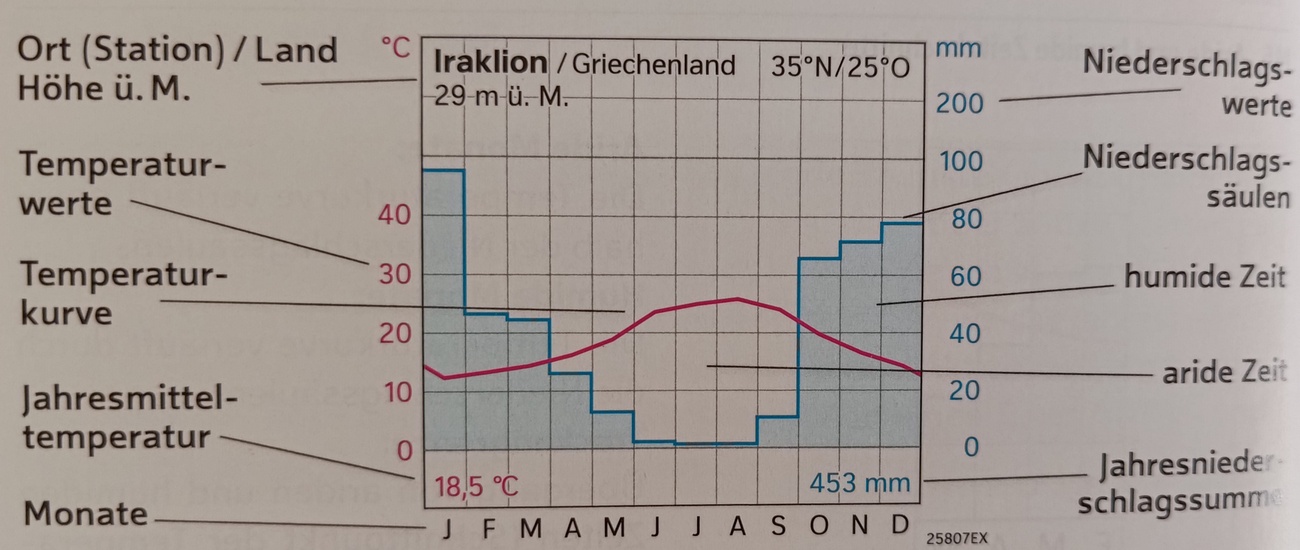 Ort (Station) / Land
Höhe ü. M.
Temperatur-
werte
Temperatur-
kurve
Jahresmittel-
temperatur
Monate
°C
40
30
20
10
0
Iraklion / Griechenland 35°N/25°O
29 m ü. M.
18,5 °C 453 mm
J F M A M J J A S O N D
25807EX
mm
200
100
80
60
40
20
0
Niederschlags-
werte
Niederschlags-
säulen
humide Zeit
aride Zeit
Jahresnieder-
schlagssumme